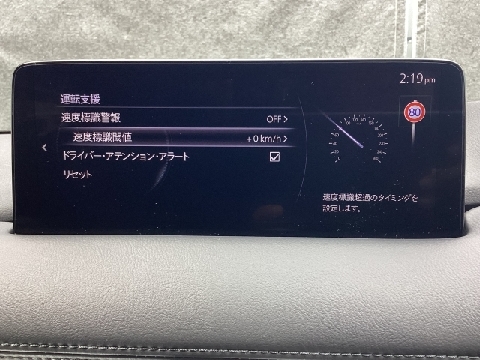 2:19 pm
運転支援
速度標識警報 OFF >
速度標識閾値 +0 km/h >
ドライバー・アテンション・アラート
リセット
80
速度標識超過のタイミングを
設定します。